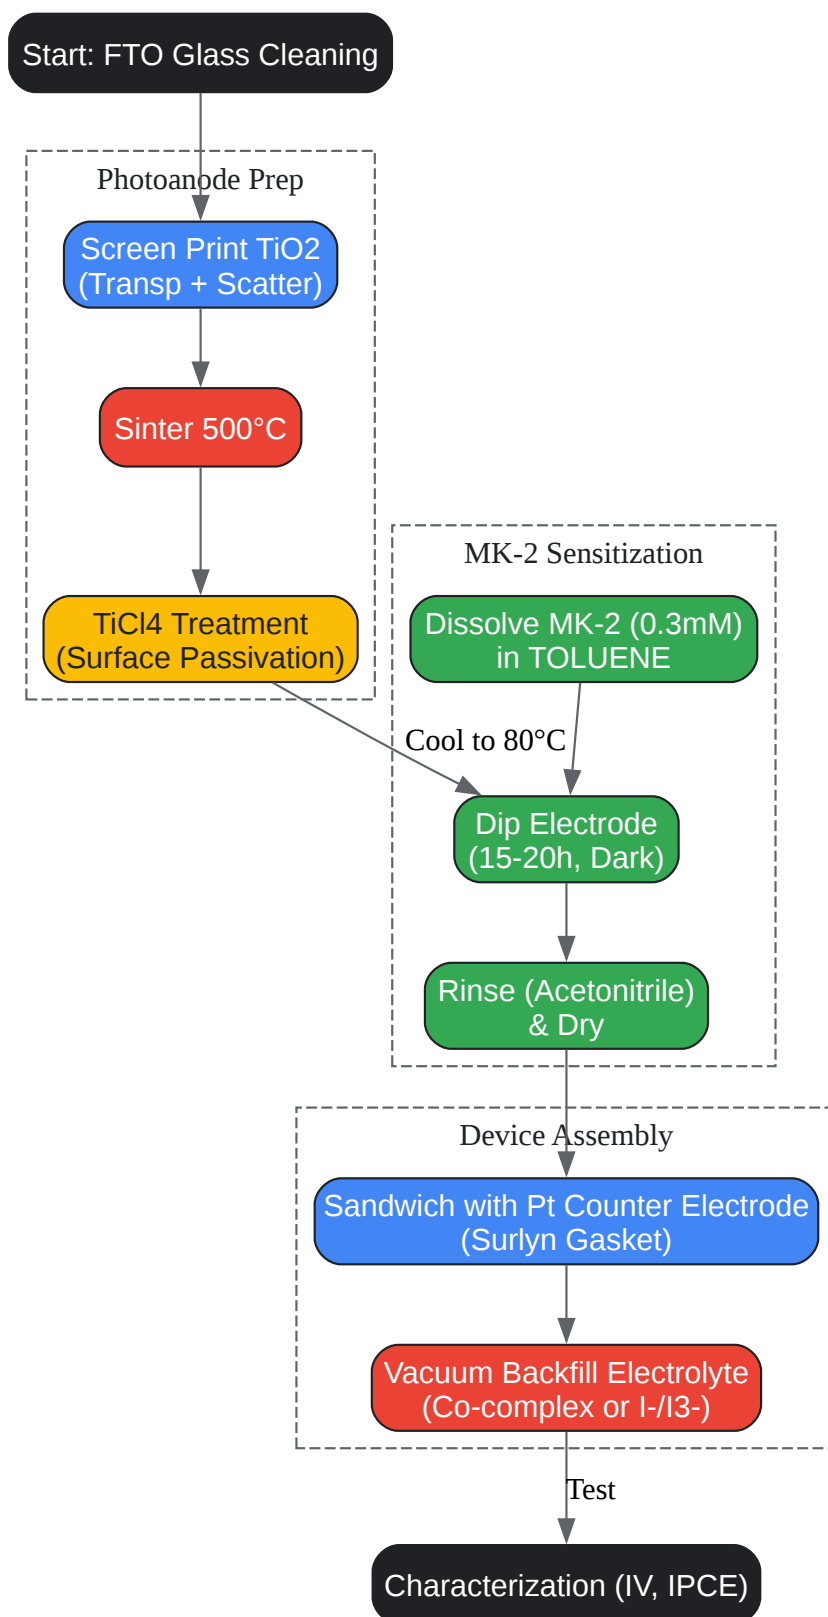 Start: FTO Glass Cleaning
Photoanode Prep
Screen Print TiO2
(Transp + Scatter)
Sinter 500°C
TiCl4 Treatment
(Surface Passivation)
MK-2 Sensitization
Dissolve MK-2 (0.3mM)
in TOLUENE
Cool to 80°C
Dip Electrode
(15-20h, Dark)
Rinse (Acetonitrile)
& Dry
Device Assembly
Sandwich with Pt Counter Electrode
(Surlyn Gasket)
Vacuum Backfill Electrolyte
(Co-complex or I-/I3-)
Test
Characterization (IV, IPCE)